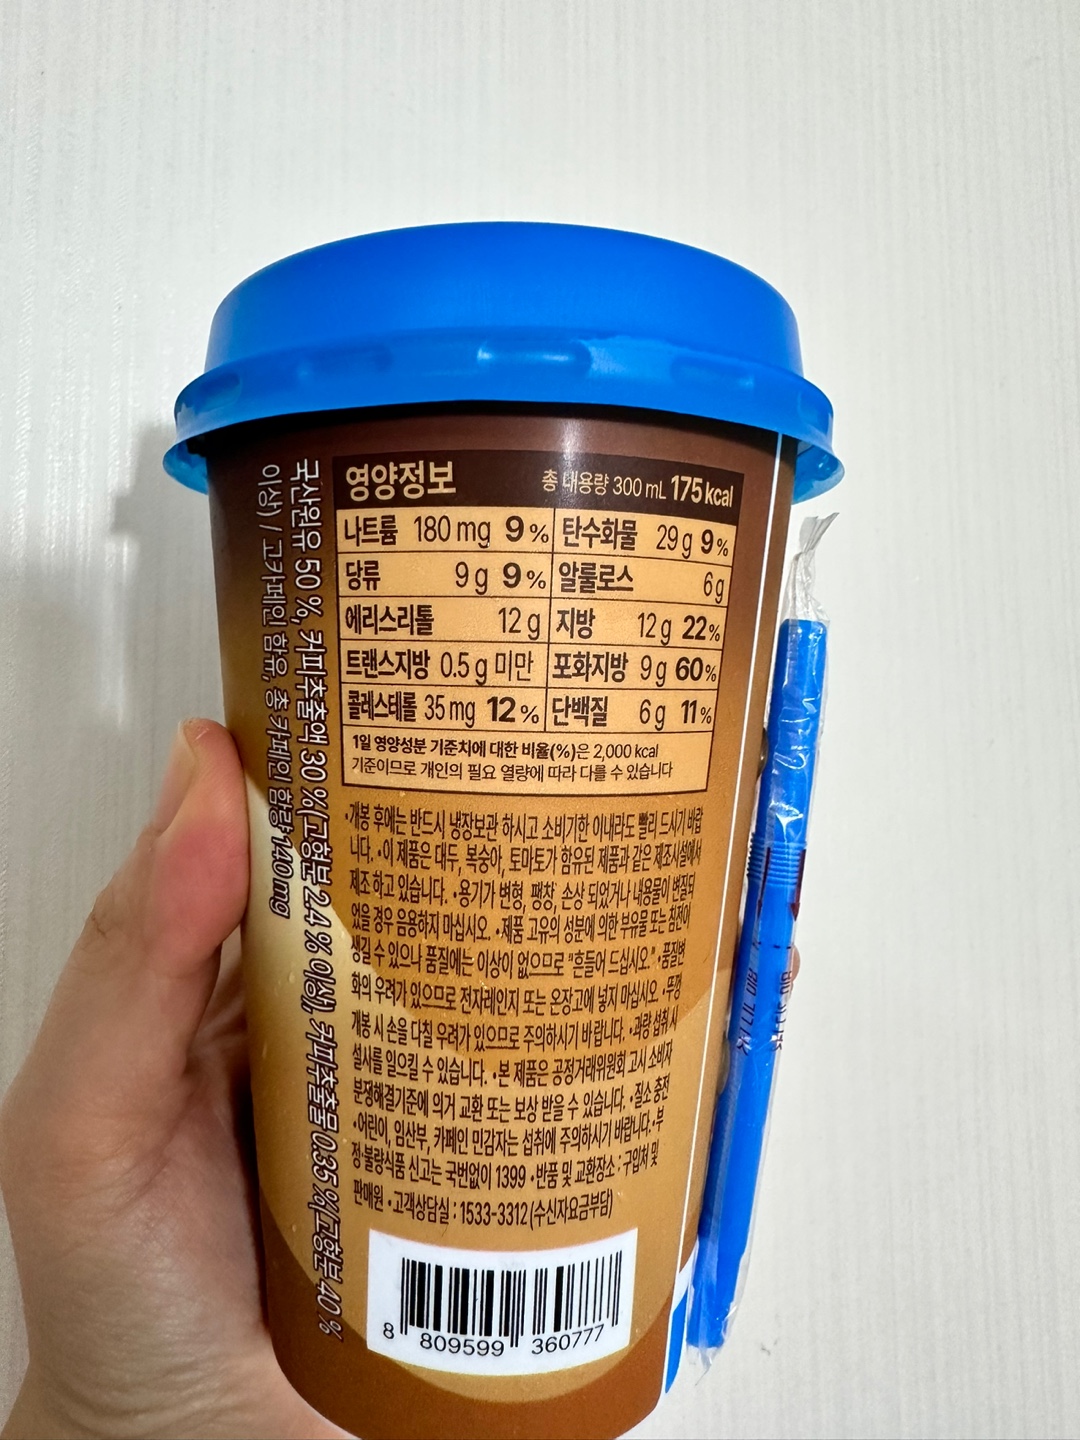 국산원유 50 %, 커피추출액 30 %(고형분 2.4 % 이상), 커피추출물 0.35 %(고형분 40 %
이상) / 고카페인 함유, 총 카페인 함량 140 mg
영양정보 총 내용량 300 mL 175 kcal
나트륨 180 mg 9 % 탄수화물 29 g 9 %
당류 9 g 9 % 알룰로스 6 g
에리스리톨 12 g 지방 12 g 22 %
트랜스지방 0.5 g 미만 포화지방 9 g 60 %
콜레스테롤 35 mg 12 % 단백질 6 g 11 %
1일 영양성분 기준치에 대한 비율(%)은 2,000 kcal
기준이므로 개인의 필요 열량에 따라 다를 수 있습니다
•개봉 후에는 반드시 냉장보관 하시고 소비기한 이내라도 빨리 드시기 바랍
니다. •이 제품은 대두, 복숭아, 토마토가 함유된 제품과 같은 제조시설에서
제조 하고 있습니다. •용기가 변형, 팽창, 손상 되었거나 내용물이 변질되
었을 경우 음용하지 마십시오. •제품 고유의 성분에 의한 부유물 또는 침전이
생길 수 있으나 품질에는 이상이 없으므로 "흔들어 드십시오." •품질변
화의 우려가 있으므로 전자레인지 또는 온장고에 넣지 마십시오. •뚜껑
개봉 시 손을 다칠 우려가 있으므로 주의하시기 바랍니다. •과량 섭취 시
설사를 일으킬 수 있습니다. •본 제품은 공정거래위원회 고시 소비자
분쟁해결기준에 의거 교환 또는 보상 받을 수 있습니다. •질소 충전
•어린이, 임산부, 카페인 민감자는 섭취에 주의하시기 바랍니다.•부
정·불량식품 신고는 국번없이 1399 •반품 및 교환장소 : 구입처 및
판매원 •고객상담실 : 1533-3312 (수신자요금부담)
8 809599 360777